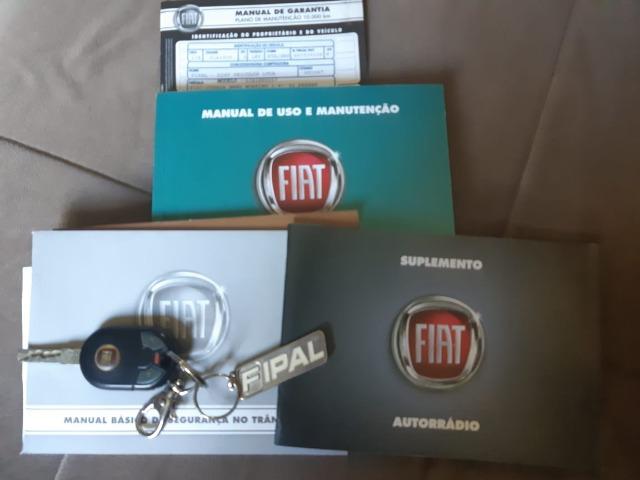 MANUAL DE GARANTIA
PLANO DE MANUTENÇÃO 10.000 km
IDENTIFICAÇÃO DO PROPRIETÁRIO E DO VEÍCULO
MANUAL DE USO E MANUTENÇÃO
FIAT
FIAT
FIPAL
MANUAL BÁSICO DE SEGURANÇA NO TRÂN
SUPLEMENTO
FIAT
AUTORRÁDIO